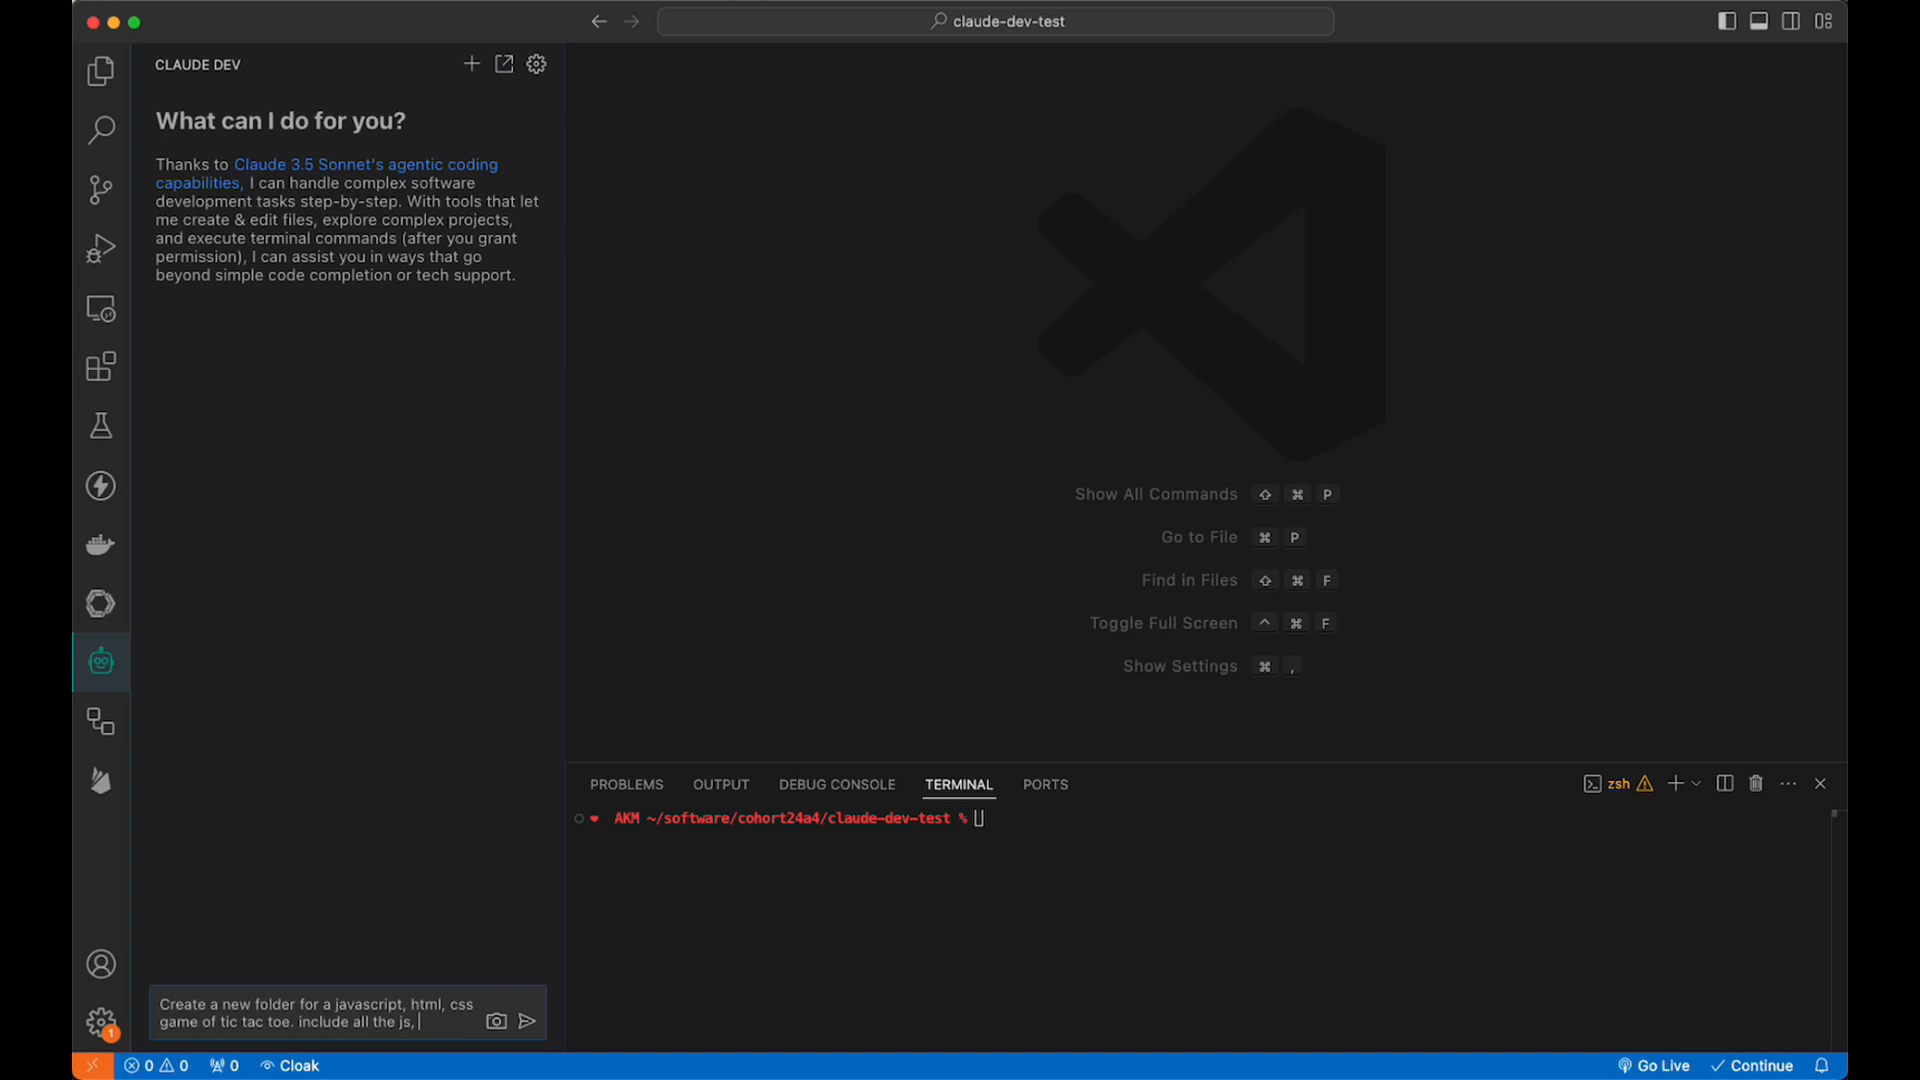 claude-dev-test
CLAUDE DEV
What can I do for you?
Thanks to Claude 3.5 Sonnet's agentic coding
capabilities, I can handle complex software
development tasks step-by-step. With tools that let
me create & edit files, explore complex projects,
and execute terminal commands (after you grant
permission), I can assist you in ways that go
beyond simple code completion or tech support.
Show All Commands ⇧ ⌘ P
Go to File ⌘ P
Find in Files ⇧ ⌘ F
Toggle Full Screen ^ ⌘ F
Show Settings ⌘ ,
PROBLEMS OUTPUT DEBUG CONSOLE TERMINAL PORTS zsh
AKM ~/software/cohort24a4/claude-dev-test %
Create a new folder for a javascript, html, css
game of tic tac toe. include all the js,
1
0 0 0 Cloak Go Live Continue